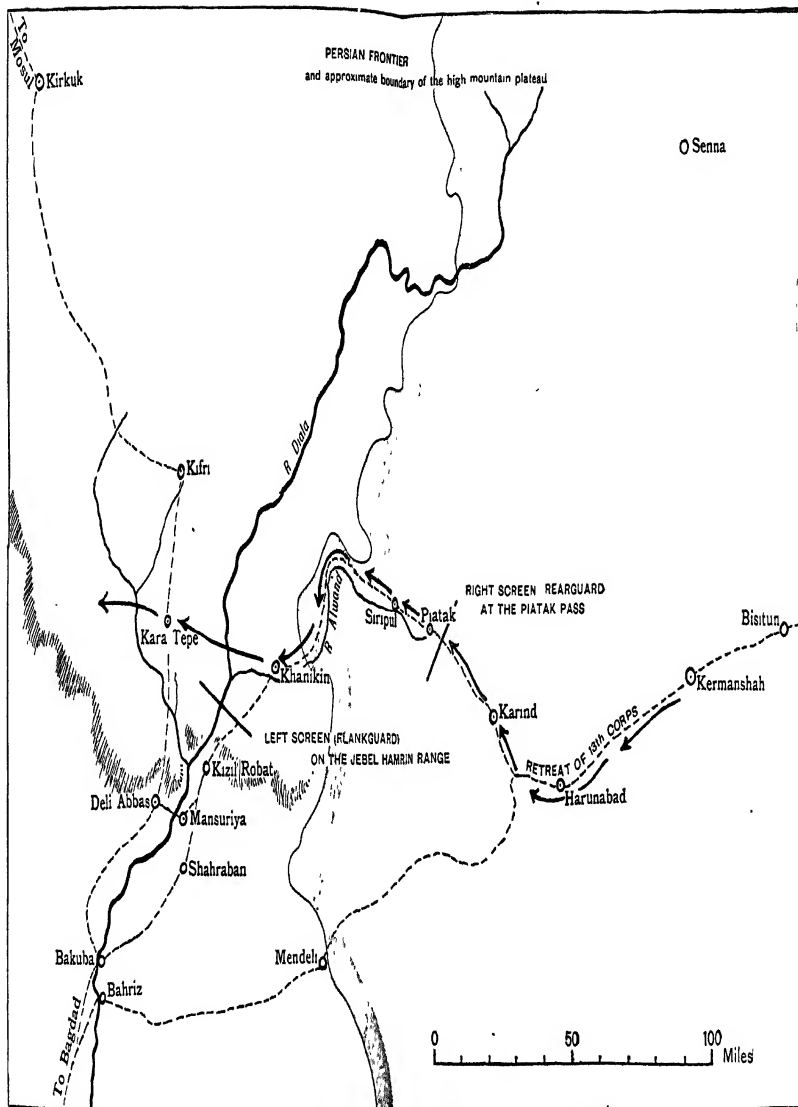 To
Mosul
Kirkuk
PERSIAN FRONTIER
and approximate boundary of the high mountain plateau
Senna
R Diala
Kifri
Kara Tepe
R Alwand
Siripul
Piatak
RIGHT SCREEN REARGUARD
AT THE PIATAK PASS
Bisitun
Khanikin
Kermanshah
Karind
LEFT SCREEN (FLANKGUARD)
ON THE JEBEL HAMRIN RANGE
RETREAT OF 13th CORPS
Kizil Robat
Harunabad
Deli Abbas
Mansuriya
Shahraban
Bakuba
Mendeli
Bahriz
To Bagdad
0 50 100
Miles